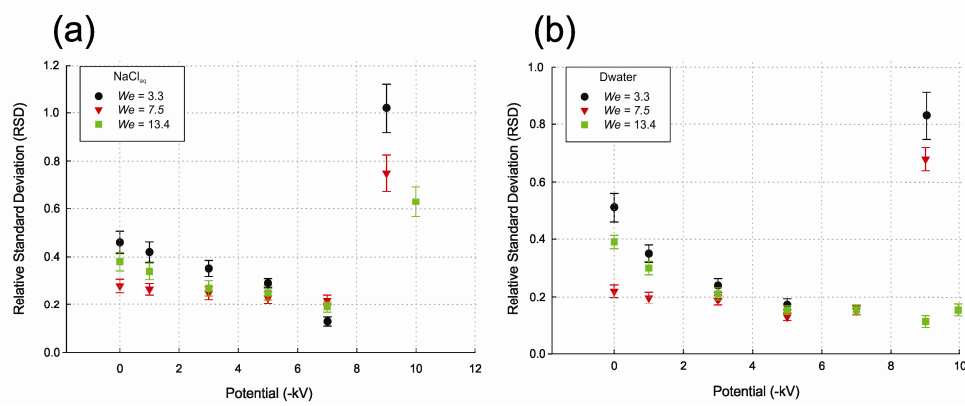 (a)
NaClaq
We = 3.3
We = 7.5
We = 13.4
Relative Standard Deviation (RSD)
1.2
1.0
0.8
0.6
0.4
0.2
0.0
0 2 4 6 8 10 12
Potential (-kV)
(b)
Dwater
We = 3.3
We = 7.5
We = 13.4
Relative Standard Deviation (RSD)
1.0
0.8
0.6
0.4
0.2
0.0
0 2 4 6 8 10
Potential (-kV)